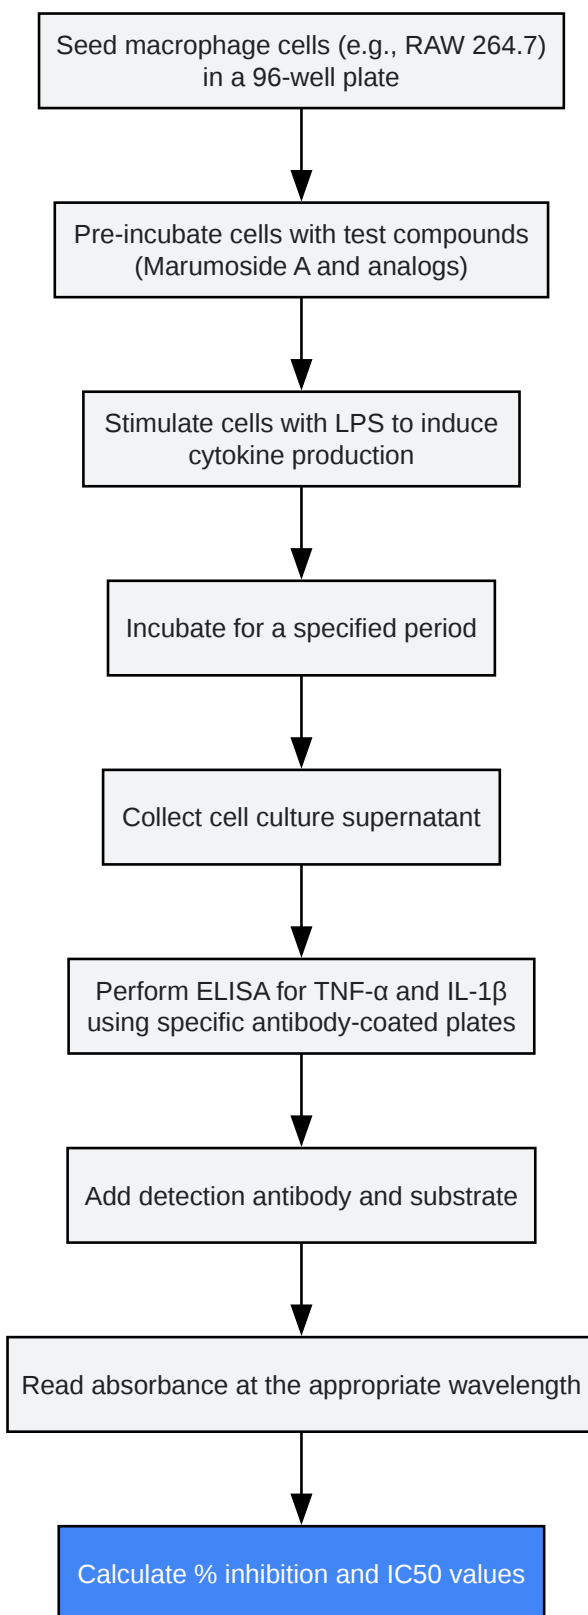 Seed macrophage cells (e.g., RAW 264.7)
in a 96-well plate
Pre-incubate cells with test compounds
(Marumoside A and analogs)
Stimulate cells with LPS to induce
cytokine production
Incubate for a specified period
Collect cell culture supernatant
Perform ELISA for TNF-α and IL-1β
using specific antibody-coated plates
Add detection antibody and substrate
Read absorbance at the appropriate wavelength
Calculate % inhibition and IC50 values